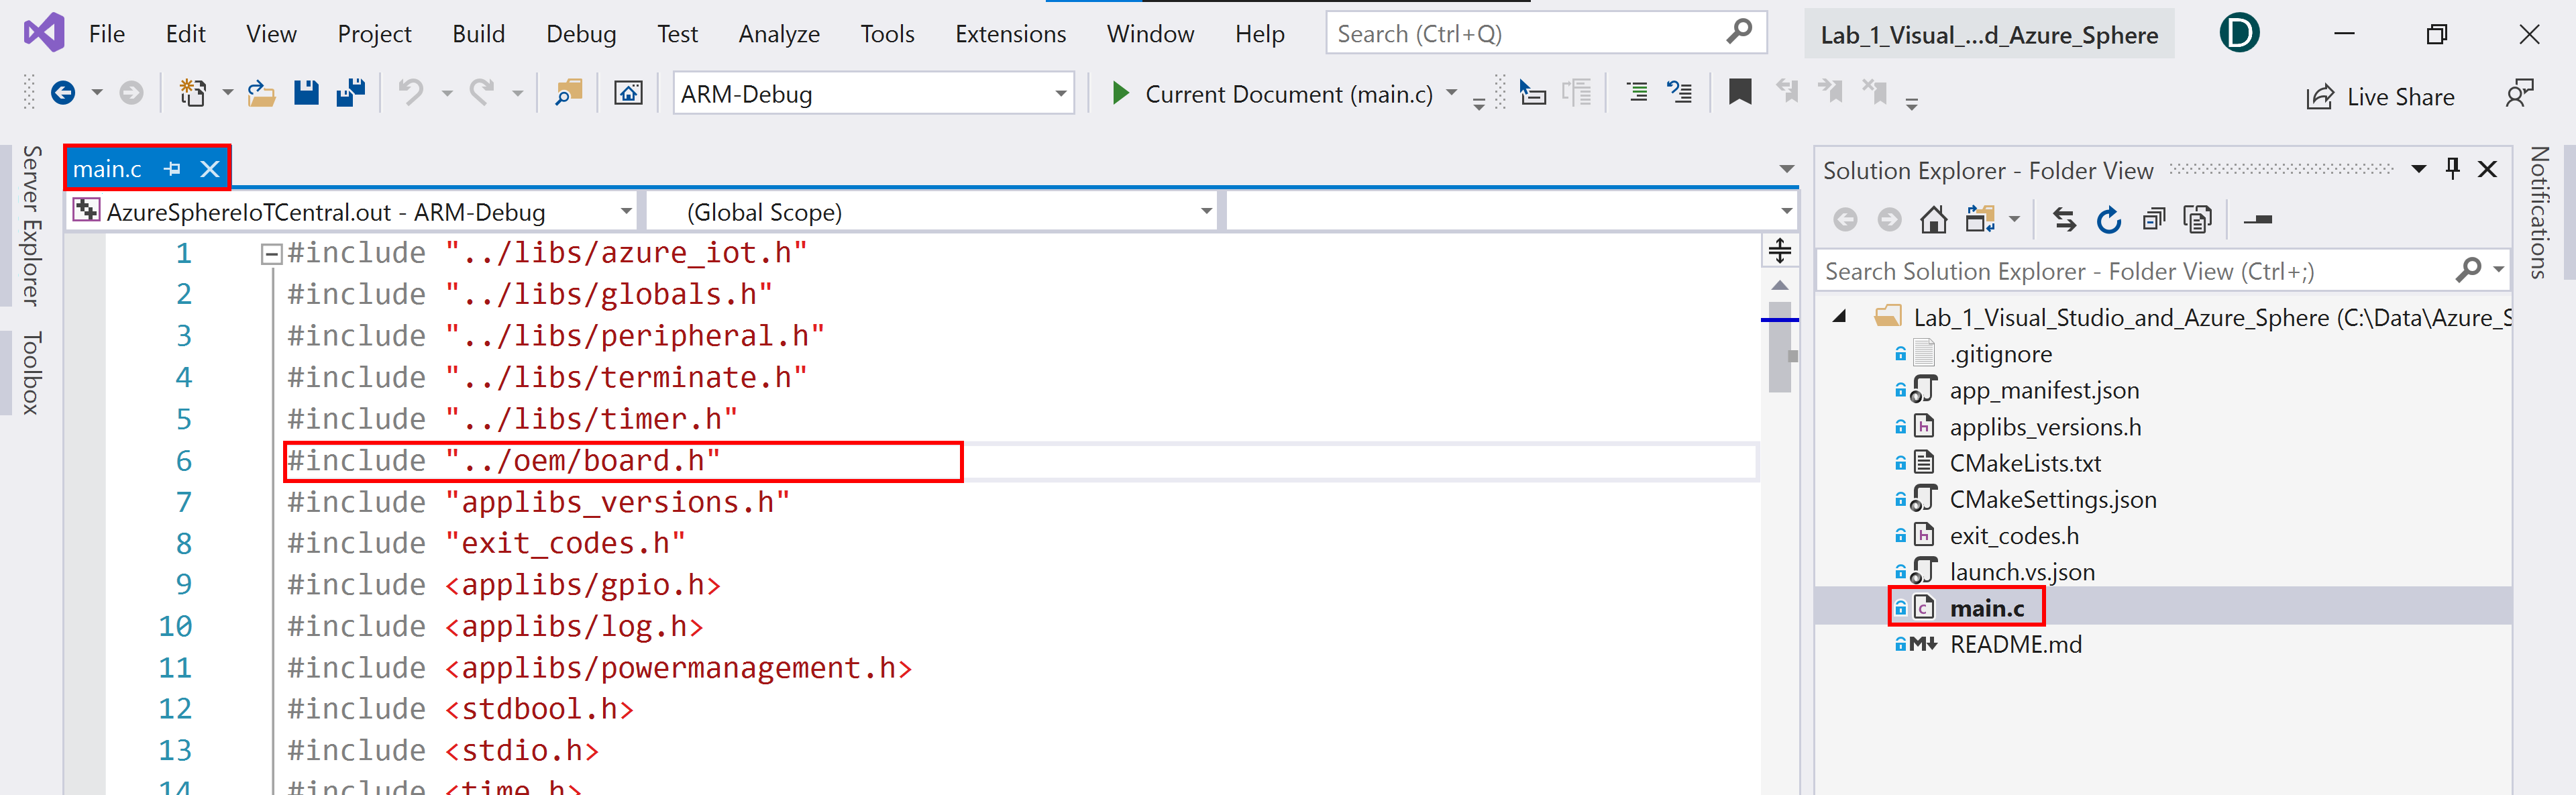 File Edit View Project Build Debug Test Analyze Tools Extensions Window Help Search (Ctrl+Q) Lab_1_Visual_...d_Azure_Sphere D
ARM-Debug Current Document (main.c) Live Share
Server Explorer
Toolbox
main.c
AzureSphereIoTCentral.out - ARM-Debug (Global Scope)
1 #include "../libs/azure_iot.h"
2 #include "../libs/globals.h"
3 #include "../libs/peripheral.h"
4 #include "../libs/terminate.h"
5 #include "../libs/timer.h"
6 #include "../oem/board.h"
7 #include "applibs_versions.h"
8 #include "exit_codes.h"
9 #include <applibs/gpio.h>
10 #include <applibs/log.h>
11 #include <applibs/powermanagement.h>
12 #include <stdbool.h>
13 #include <stdio.h>
14 #include <time.h>
Solution Explorer - Folder View
Search Solution Explorer - Folder View (Ctrl+;)
Lab_1_Visual_Studio_and_Azure_Sphere (C:\Data\Azure_S
.gitignore
app_manifest.json
applibs_versions.h
CMakeLists.txt
CMakeSettings.json
exit_codes.h
launch.vs.json
main.c
README.md
Notifications